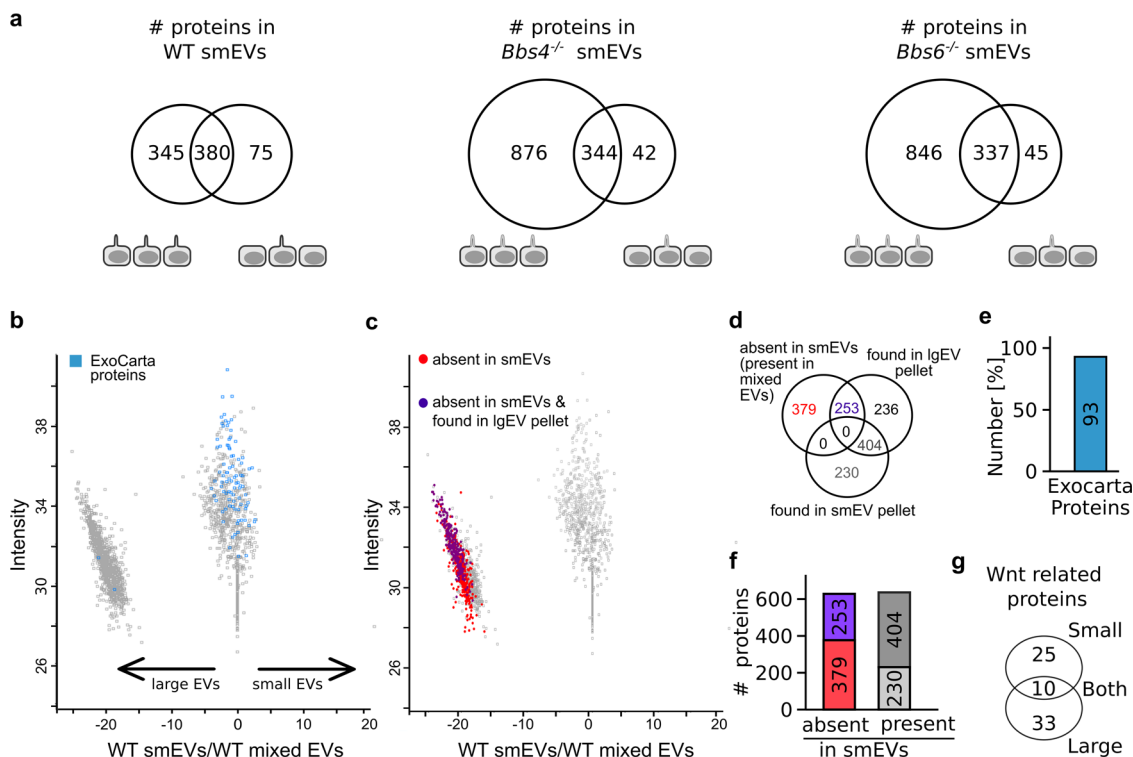 a
# proteins in
WT smEVs
345 380 75
# proteins in
Bbs4-/- smEVs
876 344 42
# proteins in
Bbs6-/- smEVs
846 337 45
b
ExoCarta
proteins
Intensity
38
34
30
26
large EVs
small EVs
-20 -10 0 10 20
WT smEVs/WT mixed EVs
c
absent in smEVs
absent in smEVs &
found in lgEV pellet
Intensity
38
34
30
26
-20 -10 0 10 20
WT smEVs/WT mixed EVs
d
absent in smEVs
(present in
mixed
EVs)
found in lgEV
pellet
379 253 236
0
0 404
230
found in smEV pellet
e
Number [%]
100
50
0
93
Exocarta
Proteins
f
# proteins
600
400
200
0
253
379
404
230
absent present
in smEVs
g
Wnt related
proteins
Small
25
10 Both
33
Large